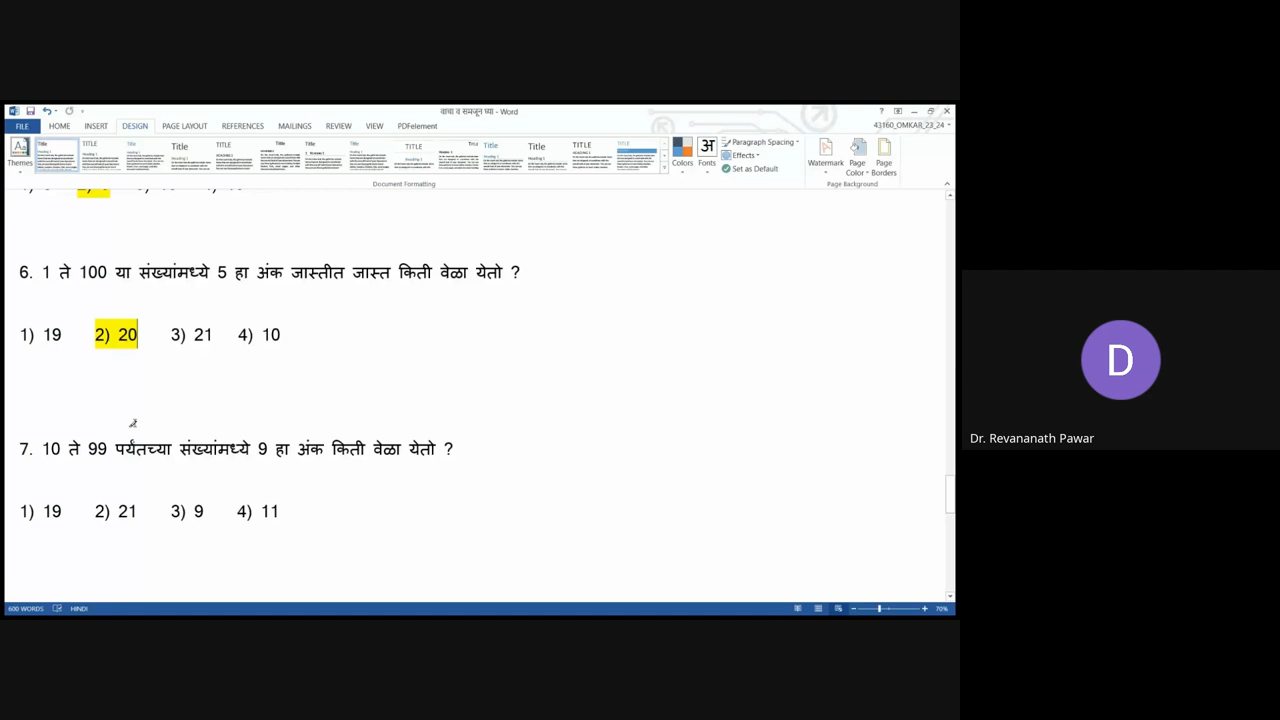 वाचा व समजून घ्या - Word
FILE HOME INSERT DESIGN PAGE LAYOUT REFERENCES MAILINGS REVIEW VIEW PDFelement
43160_OMKAR_23_24
Themes
Colors
Fonts
Paragraph Spacing
Effects
Set as Default
Watermark
Page Color
Page Borders
Document Formatting
Page Background
6. 1 ते 100 या संख्यांमध्ये 5 हा अंक जास्तीत जास्त किती वेळा येतो ?
1) 19 2) 20 3) 21 4) 10
7. 10 ते 99 पर्यंतच्या संख्यांमध्ये 9 हा अंक किती वेळा येतो ?
1) 19 2) 21 3) 9 4) 11
600 WORDS HINDI
70%
D
Dr. Revananath Pawar